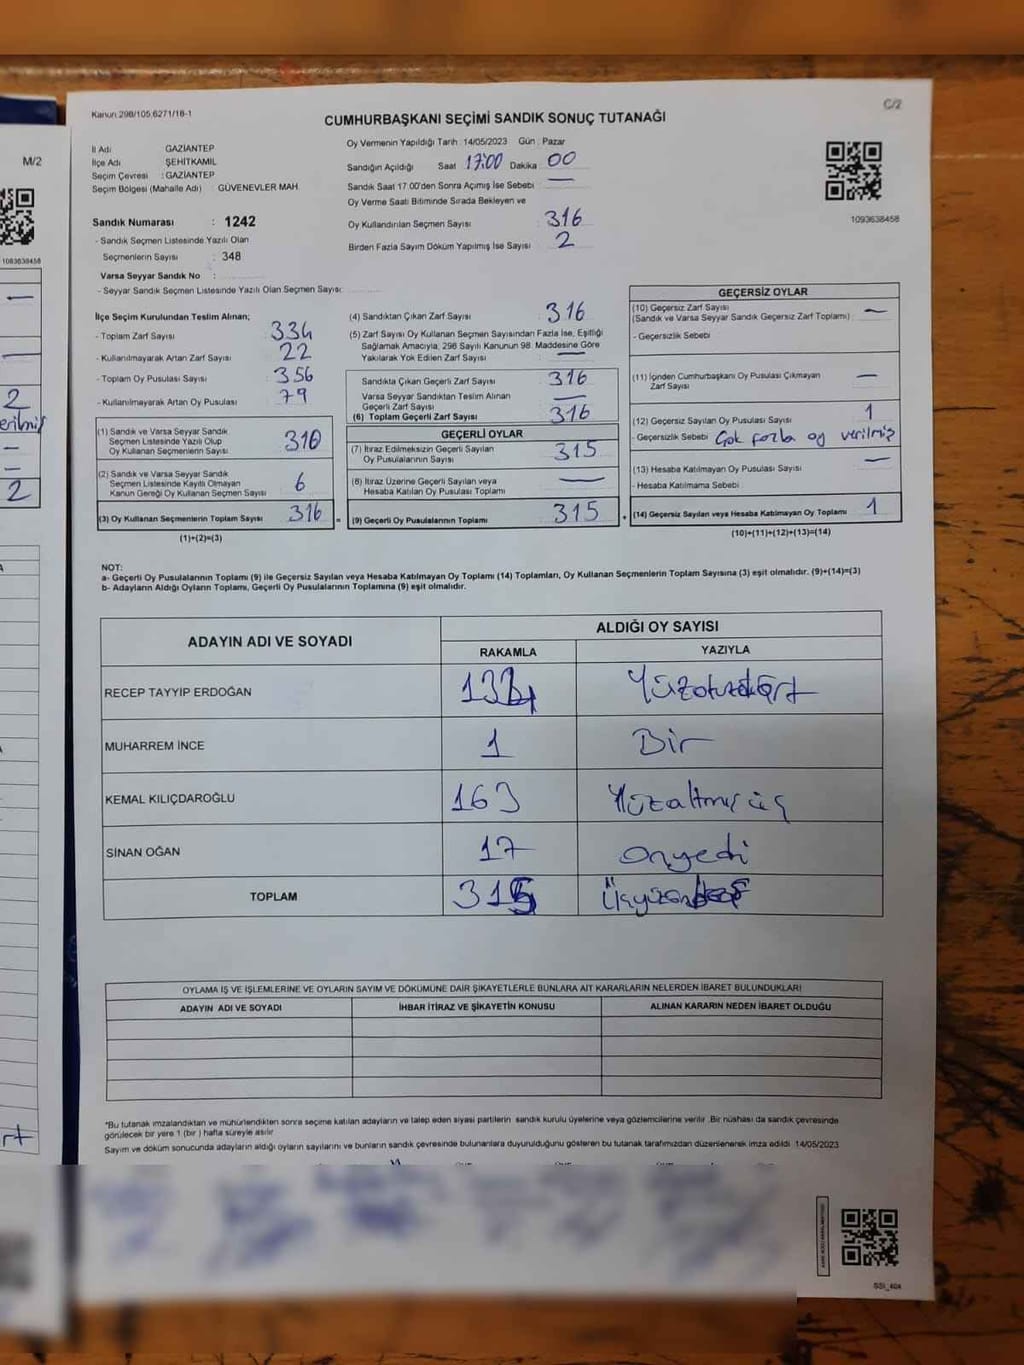 Kanun 298/105,6271/18-1
C/2
CUMHURBAŞKANI SEÇİMİ SANDIK SONUÇ TUTANAĞI
İl Adı GAZİANTEP
İlçe Adı ŞEHİTKAMİL
Seçim Çevresi : GAZİANTEP
Seçim Bölgesi (Mahalle Adı) : GÜVENEVLER MAH.
Sandık Numarası : 1242
- Sandık Seçmen Listesinde Yazılı Olan
Seçmenlerin Sayısı : 348
Varsa Seyyar Sandık No :
- Seyyar Sandık Seçmen Listesinde Yazılı Olan Seçmen Sayısı:
Oy Vermenin Yapıldığı Tarih : 14/05/2023 Gün : Pazar
Sandığın Açıldığı Saat 17:00 Dakika 00
Sandık Saat 17.00'den Sonra Açımış İse Sebebi —
Oy Verme Saati Bitiminde Sırada Bekleyen ve
Oy Kullandırılan Seçmen Sayısı 316
Birden Fazla Sayım Döküm Yapılmış İse Sayısı 2
1093638458
İlçe Seçim Kurulundan Teslim Alınan;
- Toplam Zarf Sayısı 334
- Kullanılmayarak Artan Zarf Sayısı 22
- Toplam Oy Pusulası Sayısı 356
- Kullanılmayarak Artan Oy Pusulası 79
(1) Sandık ve Varsa Seyyar Sandık
Seçmen Listesinde Yazılı Olup
Oy Kullanan Seçmenlerin Sayısı 310
(2) Sandık ve Varsa Seyyar Sandık
Seçmen Listesinde Kayıtlı Olmayan
Kanun Gereği Oy Kullanan Seçmen Sayısı 6
(3) Oy Kullanan Seçmenlerin Toplam Sayısı 316 =
(1)+(2)=(3)
(4) Sandıktan Çıkan Zarf Sayısı 316
(5) Zarf Sayısı Oy Kullanan Seçmen Sayısından Fazla İse, Eşitliği
Sağlamak Amacıyla, 298 Sayılı Kanunun 98. Maddesine Göre
Yakılarak Yok Edilen Zarf Sayısı —
Sandıkta Çıkan Geçerli Zarf Sayısı 316
Varsa Seyyar Sandıktan Teslim Alınan
Geçerli Zarf Sayısı —
(6) Toplam Geçerli Zarf Sayısı 316
GEÇERLİ OYLAR
(7) İtiraz Edilmeksizin Geçerli Sayılan
Oy Pusulalarının Sayısı 315
(8) İtiraz Üzerine Geçerli Sayılan veya
Hesaba Katılan Oy Pusulası Toplamı —
(9) Geçerli Oy Pusulalarının Toplamı 315 +
GEÇERSİZ OYLAR
(10) Geçersiz Zarf Sayısı
(Sandık ve Varsa Seyyar Sandık Geçersiz Zarf Toplamı) —
- Geçersizlik Sebebi
(11) İçinden Cumhurbaşkanı Oy Pusulası Çıkmayan
Zarf Sayısı —
(12) Geçersiz Sayılan Oy Pusulası Sayısı 1
- Geçersizlik Sebebi Çok fazla oy verilmiş
(13) Hesaba Katılmayan Oy Pusulası Sayısı —
- Hesaba Katılmama Sebebi
(14) Geçersiz Sayılan veya Hesaba Katılmayan Oy Toplamı 1
(10)+(11)+(12)+(13)=(14)
NOT:
a- Geçerli Oy Pusulalarının Toplamı (9) ile Geçersiz Sayılan veya Hesaba Katılmayan Oy Toplamı (14) Toplamları, Oy Kullanan Seçmenlerin Toplam Sayısına (3) eşit olmalıdır. (9)+(14)=(3)
b- Adayların Aldığı Oyların Toplamı, Geçerli Oy Pusulalarının Toplamına (9) eşit olmalıdır.
ADAYIN ADI VE SOYADI ALDIĞI OY SAYISI
RAKAMLA YAZIYLA
RECEP TAYYIP ERDOĞAN 134 Yüzotuzdört
MUHARREM İNCE 1 Bir
KEMAL KILIÇDAROĞLU 163 Yüzaltmış üç
SİNAN OĞAN 17 onyedi
TOPLAM 315 Üçyüzonbeş
OYLAMA İŞ VE İŞLEMLERİNE VE OYLARIN SAYIM VE DÖKÜMÜNE DAİR ŞİKAYETLERLE BUNLARA AİT KARARLARIN NELERDEN İBARET BULUNDUKLARI
ADAYIN ADI VE SOYADI İHBAR İTİRAZ VE ŞİKAYETİN KONUSU ALINAN KARARIN NEDEN İBARET OLDUĞU
*Bu tutanak imzalandıktan ve mühürlendikten sonra seçime katılan adayların ve talep eden siyasi partilerin sandık kurulu üyelerine veya gözlemcilerine verilir. Bir nüshası da sandık çevresinde
görülecek bir yere 1 (bir) hafta süreyle asılır
Sayım ve döküm sonucunda adayların aldığı oyların sayılarını ve bunların sandık çevresinde bulunanlara duyurulduğunu gösteren bu tutanak tarafımızdan düzenlenerek imza edildi. 14/05/2023
SSI_404
M/2
1093638458
2
2